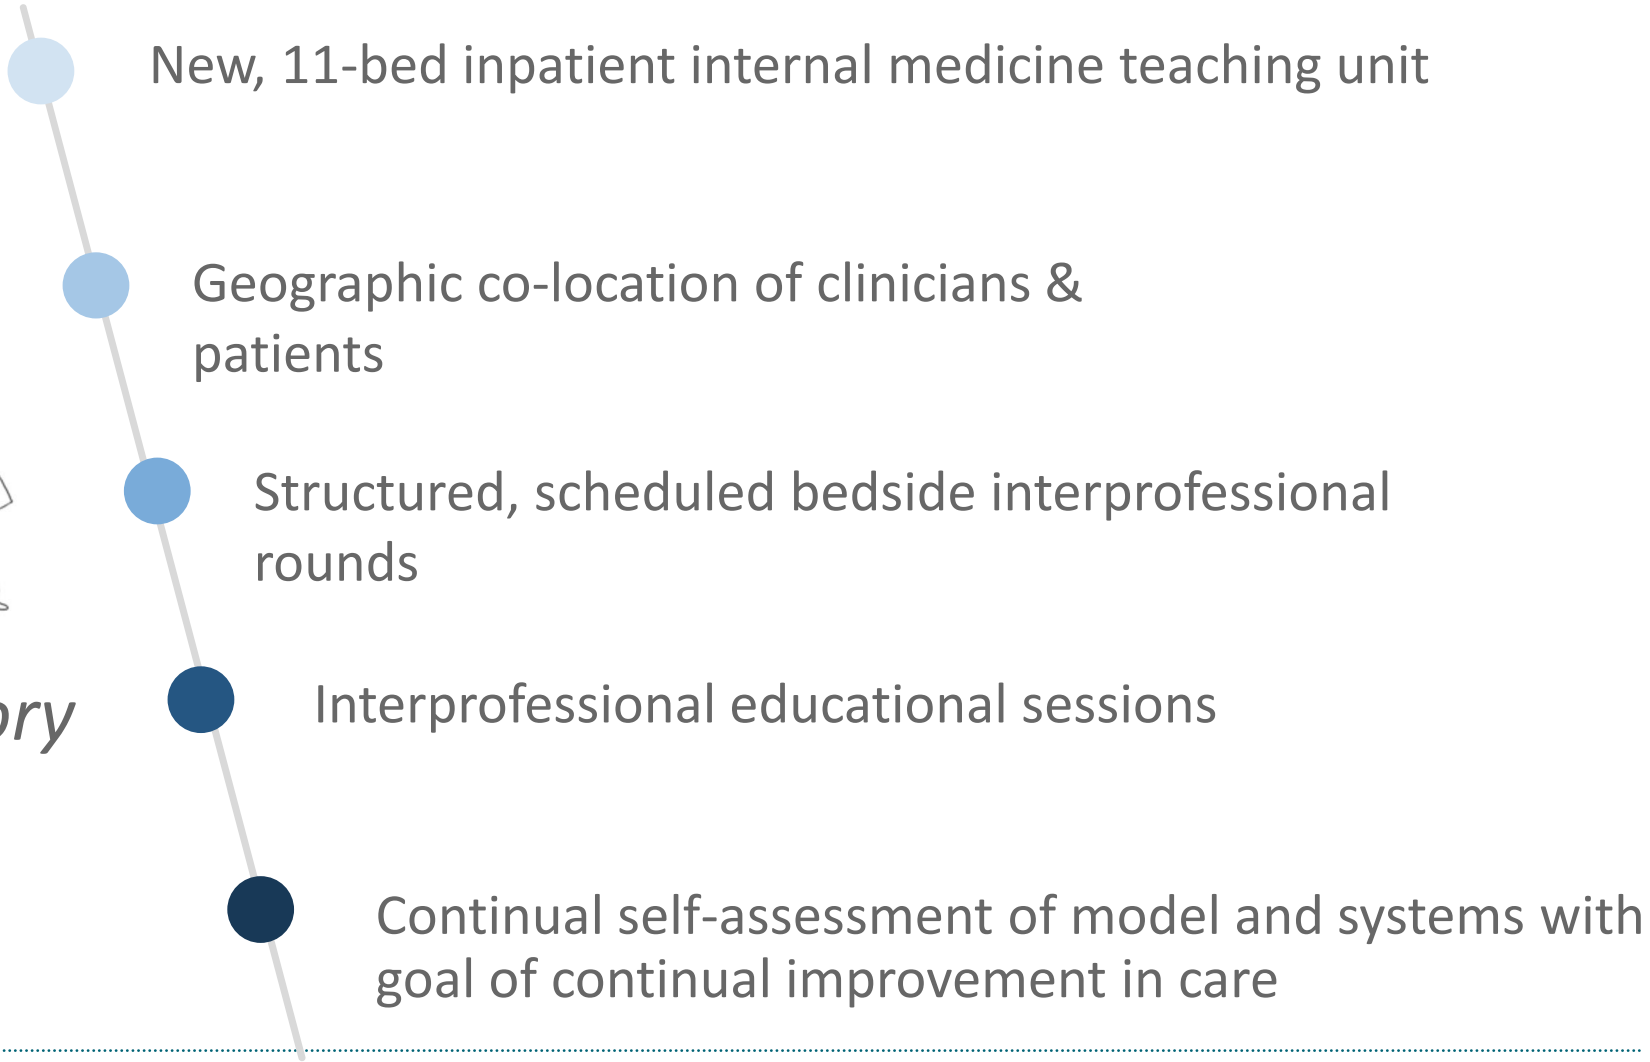 New, 11-bed inpatient internal medicine teaching unit
Geographic co-location of clinicians &
patients
Structured, scheduled bedside interprofessional
rounds
ory
Interprofessional educational sessions
Continual self-assessment of model and systems with
goal of continual improvement in care